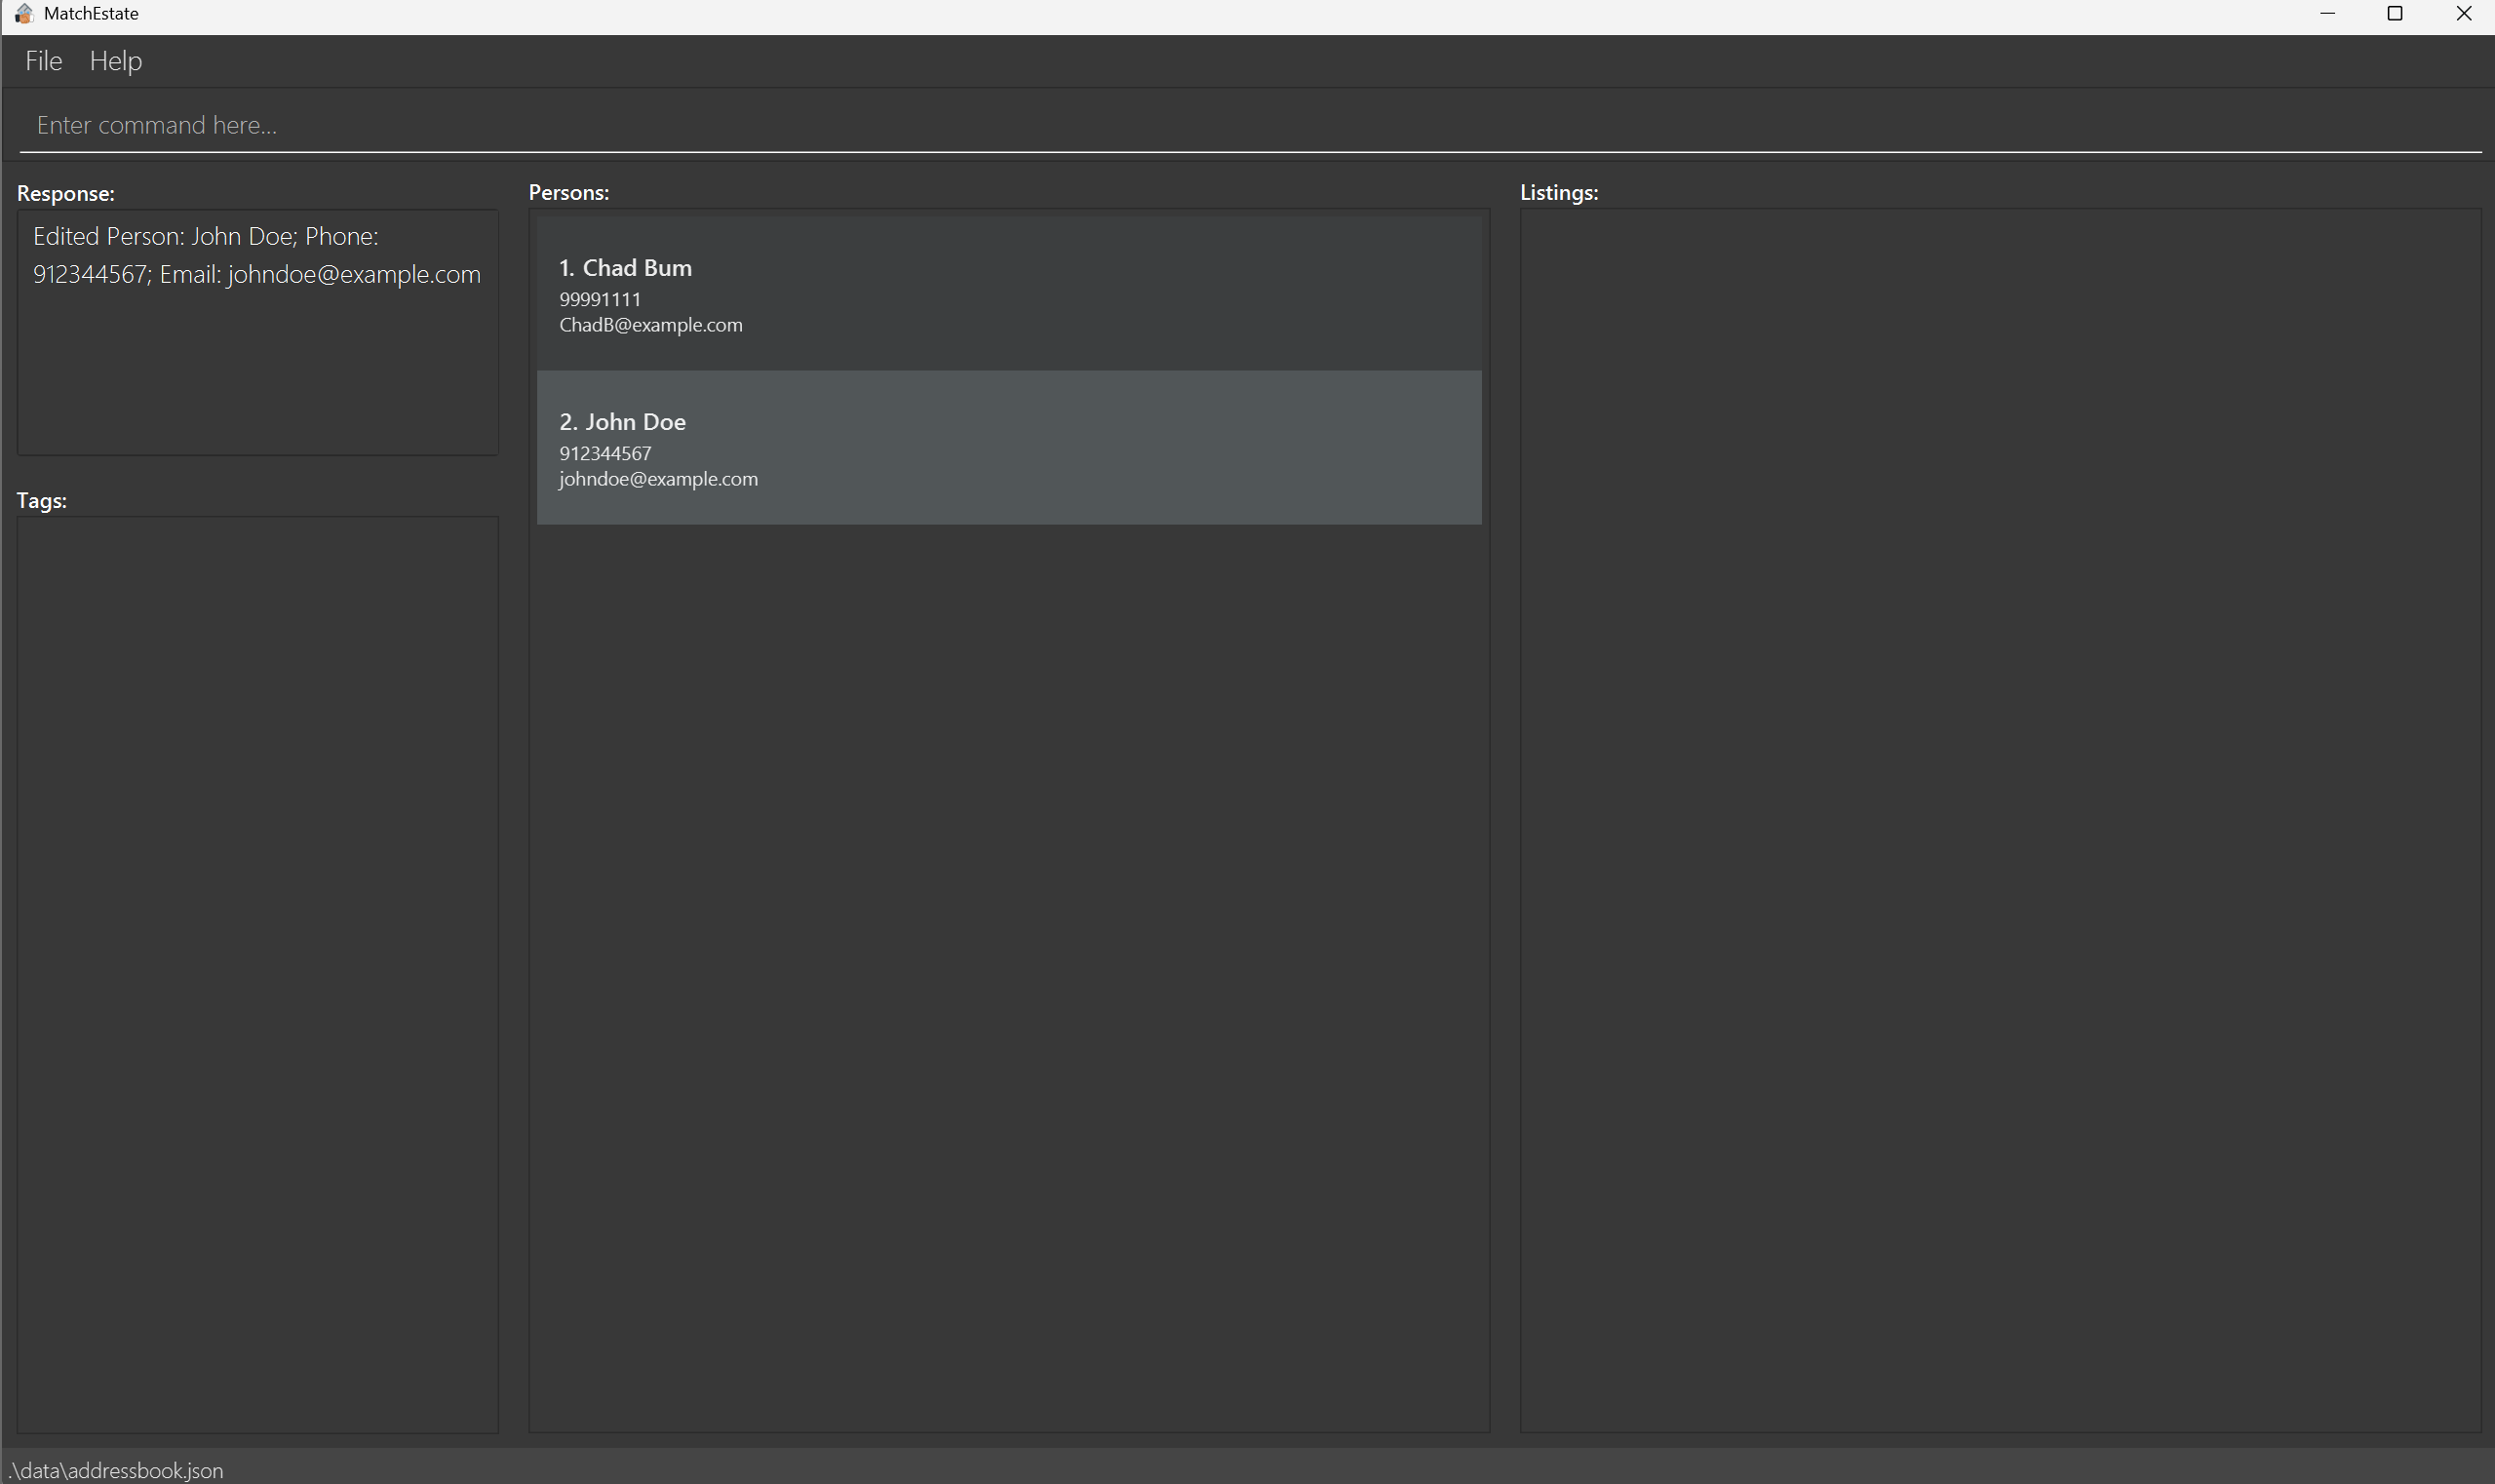 MatchEstate
File Help
Enter command here...
Response:
Edited Person: John Doe; Phone:
912344567; Email: johndoe@example.com
Tags:
Persons:
1. Chad Bum
99991111
ChadB@example.com
2. John Doe
912344567
johndoe@example.com
Listings:
.\data\addressbook.json